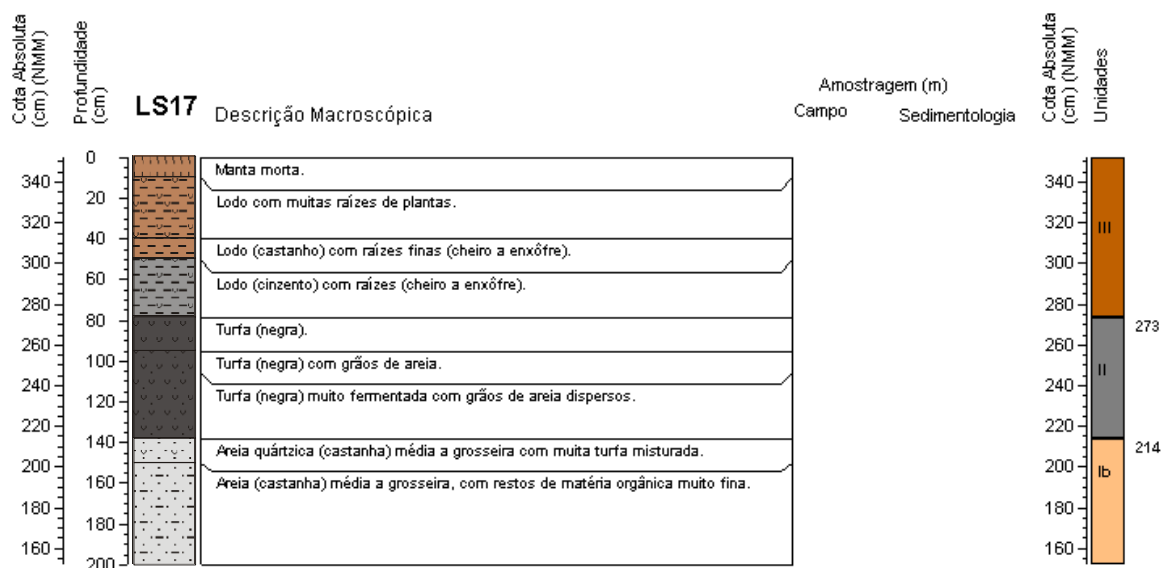 Cota Absoluta
(cm) (NMM)
Profundidade
(cm)
LS17
Descrição Macroscópica
Amostragem (m)
Campo
Sedimentologia
Cota Absoluta
(cm) (NMM)
Unidades
340
320
300
280
260
240
220
200
180
160
0
20
40
60
80
100
120
140
160
180
200
Manta morta.
Lodo com muitas raízes de plantas.
Lodo (castanho) com raízes finas (cheiro a enxôfre).
Lodo (cinzento) com raízes (cheiro a enxôfre).
Turfa (negra).
Turfa (negra) com grãos de areia.
Turfa (negra) muito fermentada com grãos de areia dispersos.
Areia quártzica (castanha) média a grosseira com muita turfa misturada.
Areia (castanha) média a grosseira, com restos de matéria orgânica muito fina.
340
320
300
280
260
240
220
200
180
160
III
II
Ib
273
214